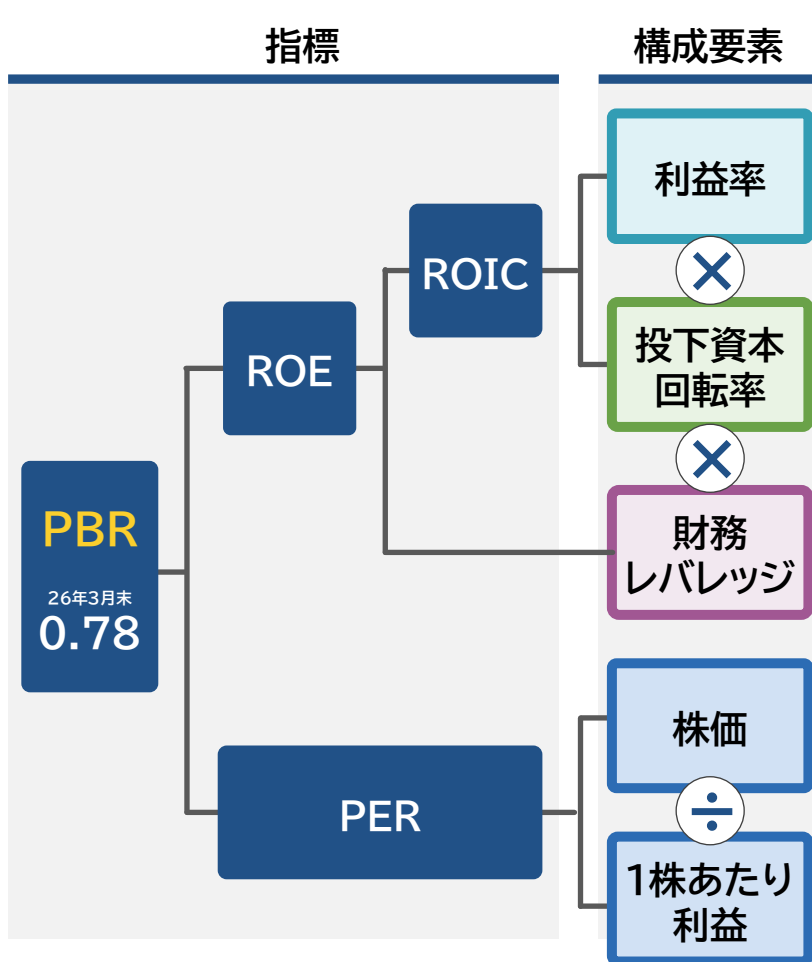 指標
構成要素
利益率
ROIC
×
投下資本
回転率
ROE
×
PBR
26年3月末
0.78
財務
レバレッジ
株価
PER
÷
1株あたり
利益